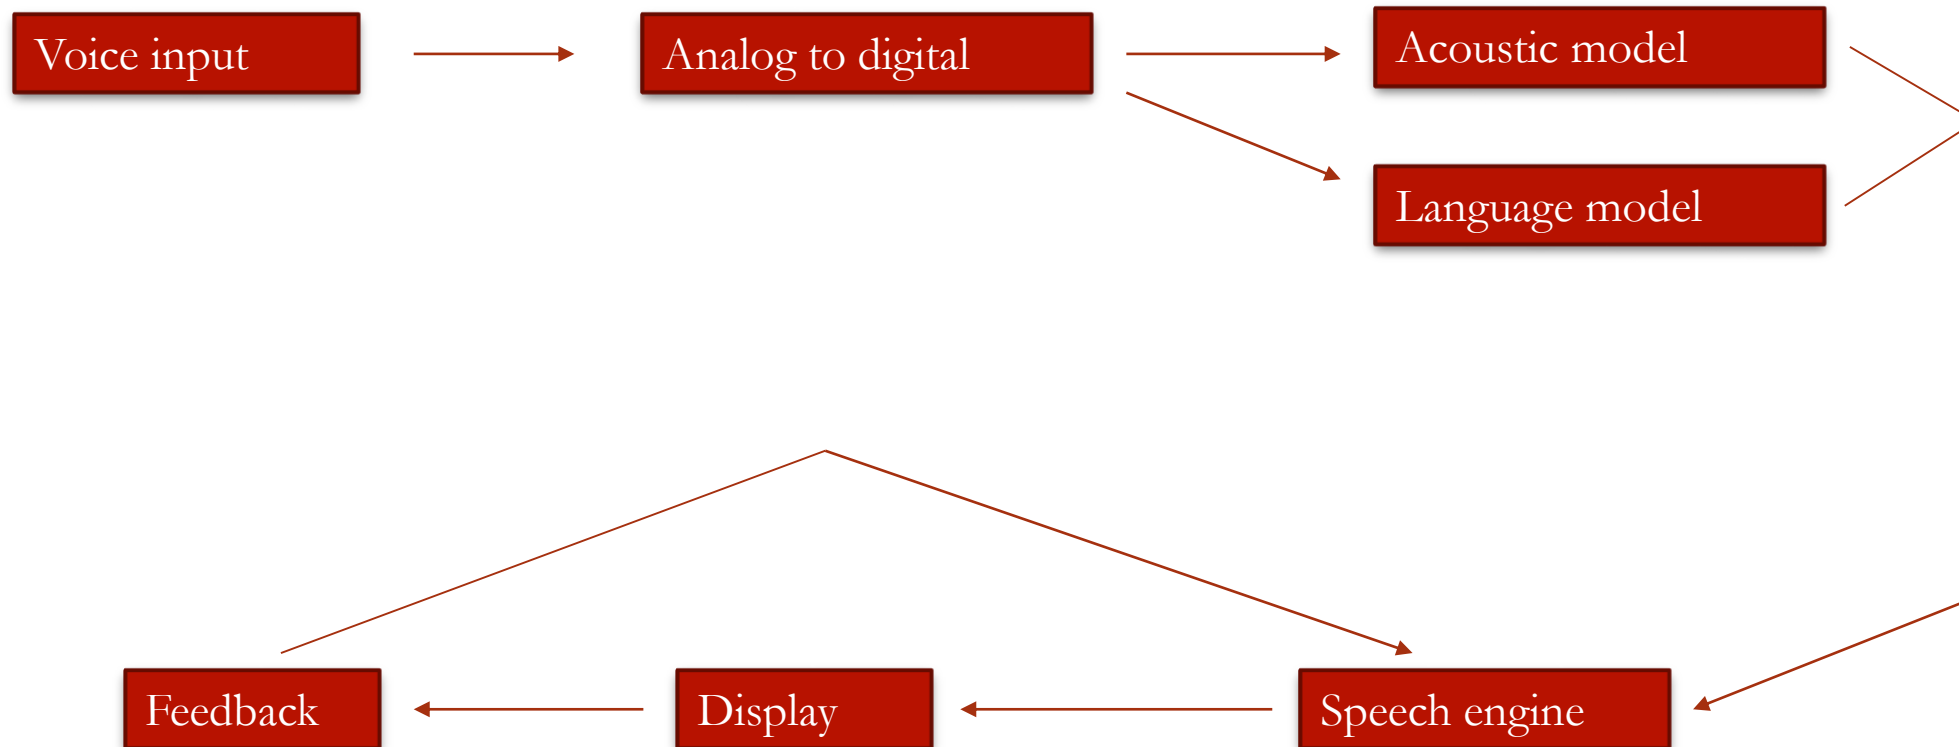 Voice input
Analog to digital
Acoustic model
Language model
Feedback
Display
Speech engine